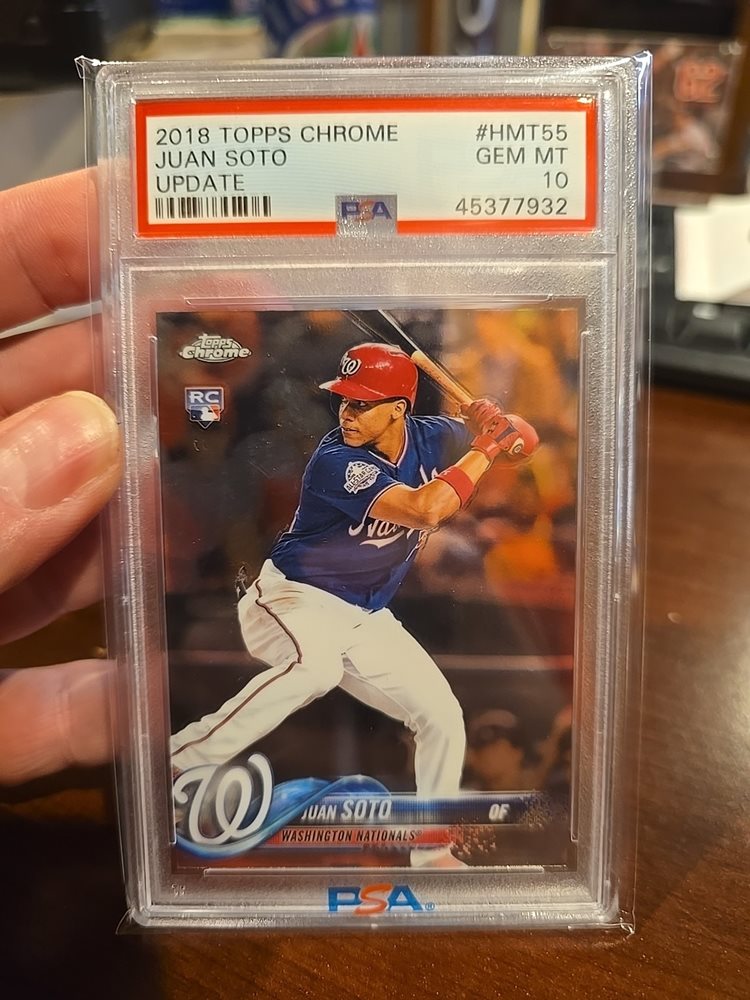 2018 TOPPS CHROME #HMT55
JUAN SOTO GEM MT
UPDATE 10
PSA 45377932
Topps
Chrome
RC
W
W
JUAN SOTO OF
WASHINGTON NATIONALS®
PSA®